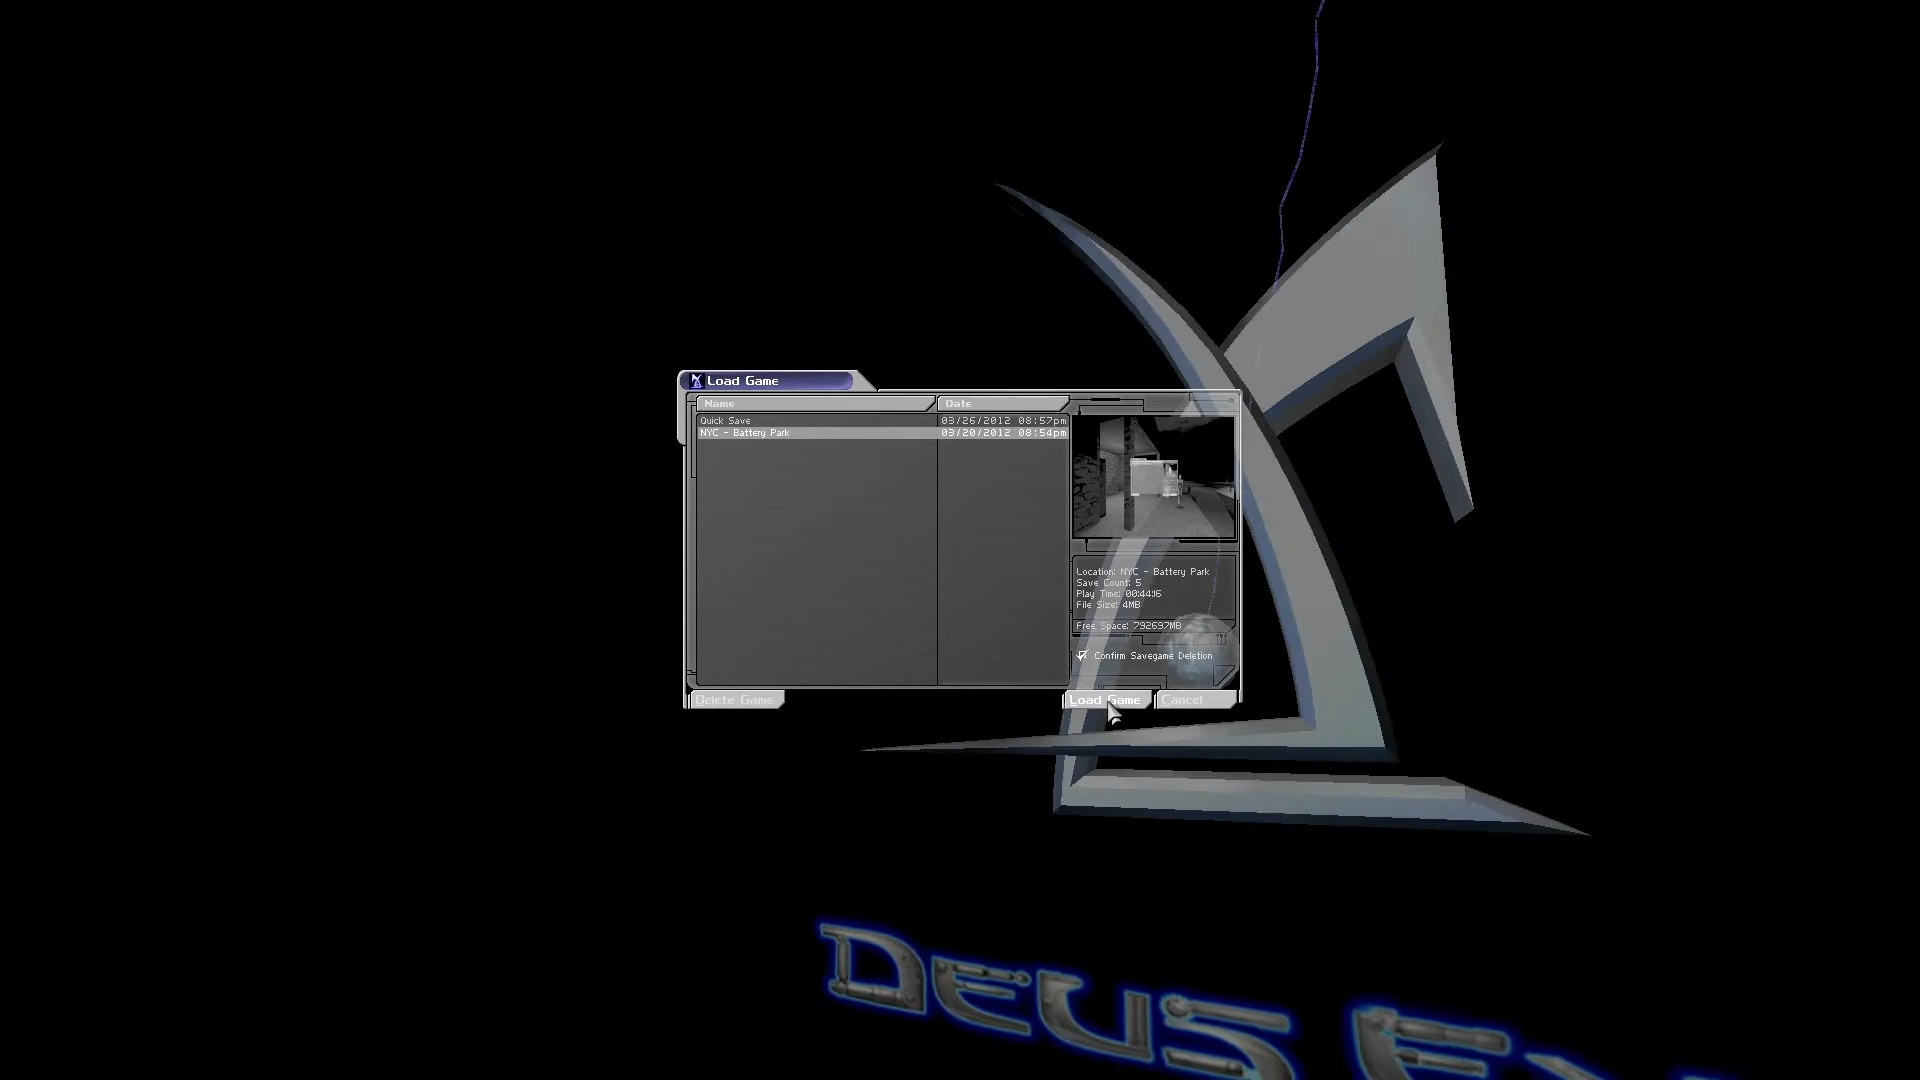 Load Game
Name Date
Quick Save 03/26/2012 08:57pm
NYC - Battery Park 03/20/2012 08:54pm
Location: NYC - Battery Park
Save Count: 5
Play Time: 00:44:16
File Size: 4MB
Free Space: 792697MB
Confirm Savegame Deletion
Delete Game Load Game Cancel
DEUS EX